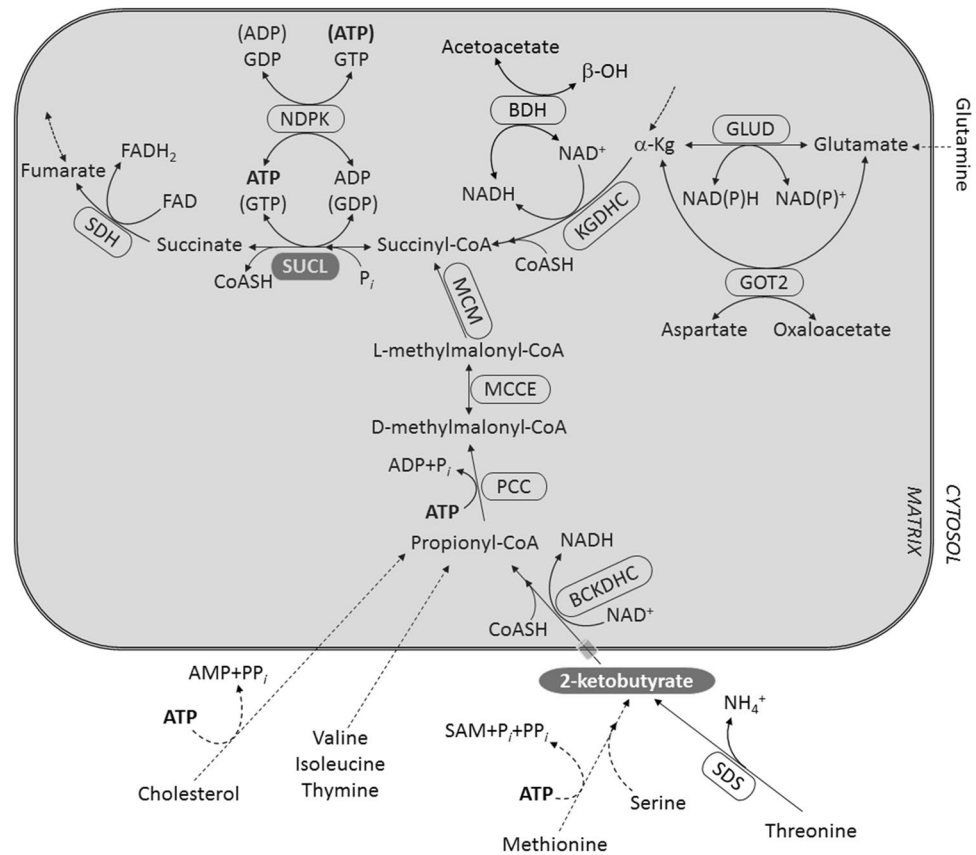 (ADP)
GDP
(ATP)
GTP
NDPK
ATP
(GTP)
ADP
(GDP)
Fumarate
FADH2
FAD
SDH
Succinate
SUCL
CoASH
Pi
Succinyl-CoA
Acetoacetate
β-OH
BDH
NAD+
NADH
KGDHC
CoASH
α-Kg
GLUD
Glutamate
NAD(P)H
NAD(P)+
GOT2
Aspartate
Oxaloacetate
Glutamine
MCM
L-methylmalonyl-CoA
MCCE
D-methylmalonyl-CoA
ADP+Pi
PCC
ATP
Propionyl-CoA
NADH
BCKDHC
NAD+
CoASH
MATRIX
CYTOSOL
2-ketobutyrate
AMP+PPi
ATP
Cholesterol
Valine
Isoleucine
Thymine
SAM+Pi+PPi
ATP
Methionine
Serine
NH4+
SDS
Threonine